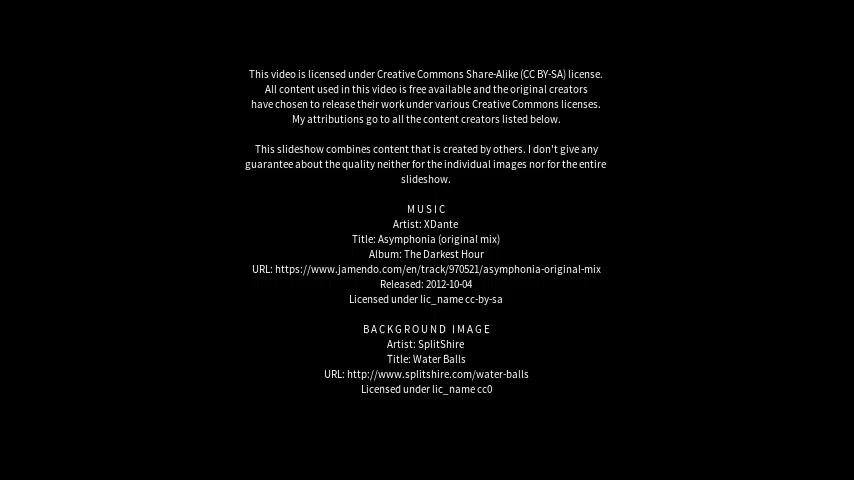 This video is licensed under Creative Commons Share-Alike (CC BY-SA) license.
All content used in this video is free available and the original creators
have chosen to release their work under various Creative Commons licenses.
My attributions go to all the content creators listed below.
This slideshow combines content that is created by others. I don't give any
guarantee about the quality neither for the individual images nor for the entire
slideshow.
MUSIC
Artist: XDante
Title: Asymphonia (original mix)
Album: The Darkest Hour
URL: https://www.jamendo.com/en/track/970521/asymphonia-original-mix
Released: 2012-10-04
Licensed under lic_name cc-by-sa
BACKGROUND IMAGE
Artist: SplitShire
Title: Water Balls
URL: http://www.splitshire.com/water-balls
Licensed under lic_name cc0